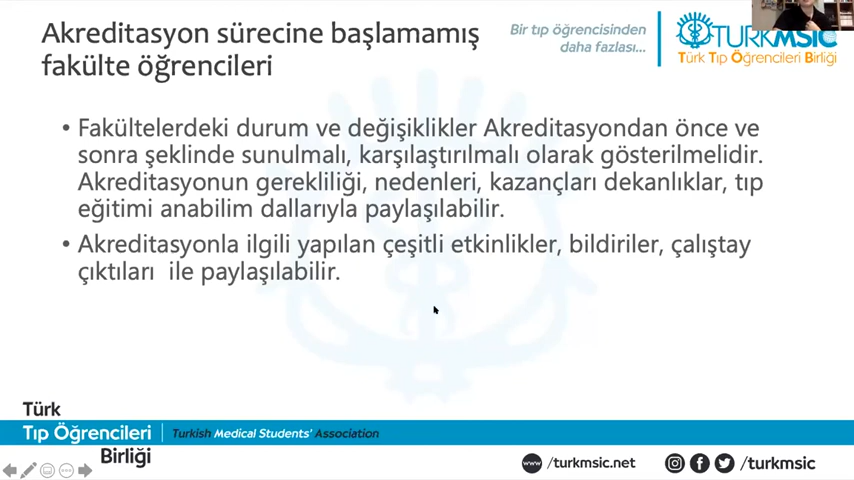 Akreditasyon sürecine başlamamış
fakülte öğrencileri
Bir tıp öğrencisinden
daha fazlası...
TURKMSIC
Türk Tıp Öğrencileri Birliği
• Fakültelerdeki durum ve değişiklikler Akreditasyondan önce ve
sonra şeklinde sunulmalı, karşılaştırılmalı olarak gösterilmelidir.
Akreditasyonun gerekliliği, nedenleri, kazançları dekanlıklar, tıp
eğitimi anabilim dallarıyla paylaşılabilir.
• Akreditasyonla ilgili yapılan çeşitli etkinlikler, bildiriler, çalıştay
çıktıları ile paylaşılabilir.
Türk
Tıp Öğrencileri
Birliği
Turkish Medical Students' Association
www /turkmsic.net
/turkmsic